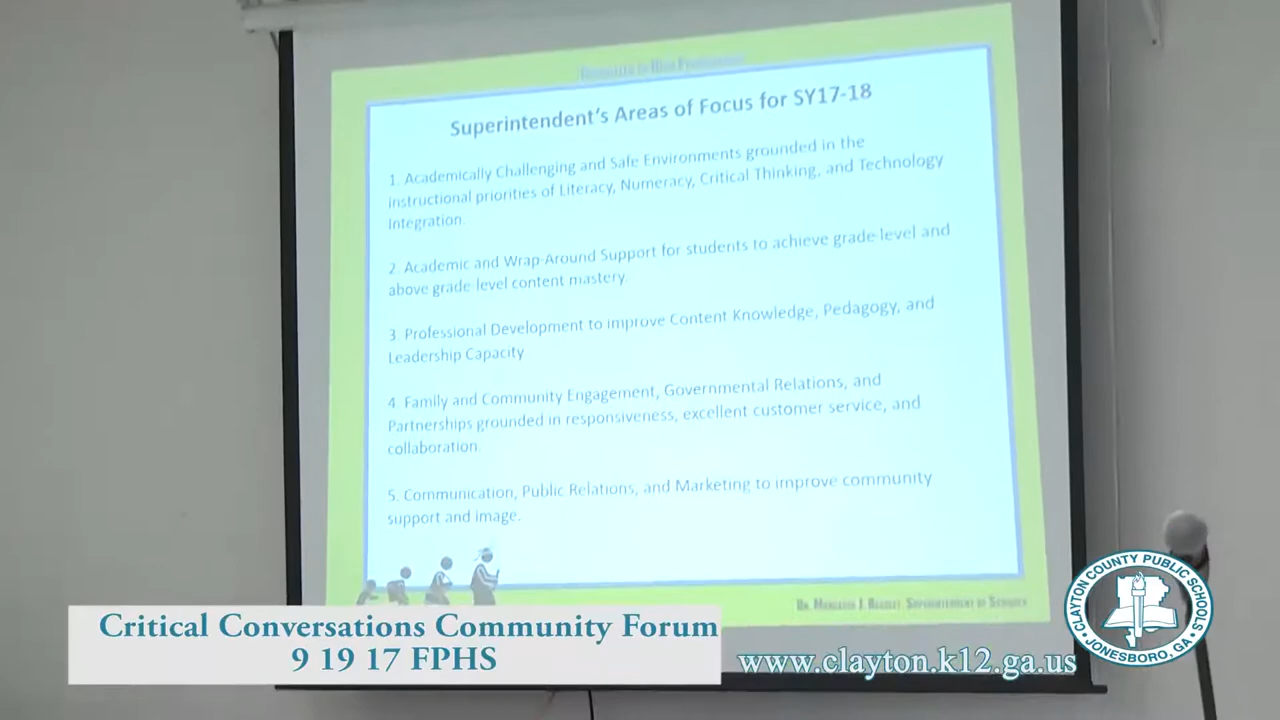 Committed to High Performance
Superintendent's Areas of Focus for SY17-18
1. Academically Challenging and Safe Environments grounded in the
instructional priorities of Literacy, Numeracy, Critical Thinking, and Technology
Integration.
2. Academic and Wrap-Around Support for students to achieve grade-level and
above grade-level content mastery.
3. Professional Development to improve Content Knowledge, Pedagogy, and
Leadership Capacity
4. Family and Community Engagement, Governmental Relations, and
Partnerships grounded in responsiveness, excellent customer service, and
collaboration.
5. Communication, Public Relations, and Marketing to improve community
support and image.
Dr. Morcease J. Beasley, Superintendent of Schools
Critical Conversations Community Forum
9 19 17 FPHS
www.clayton.k12.ga.us
CLAYTON COUNTY PUBLIC SCHOOLS
JONESBORO, GA